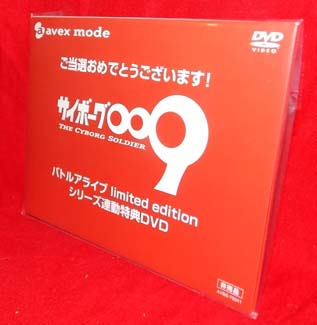 avex mode
DVD
VIDEO
ご当選おめでとうございます！
サイボーグ009
THE CYBORG SOLDIER
バトルアライブ limited edition
シリーズ連動特典DVD
非売品